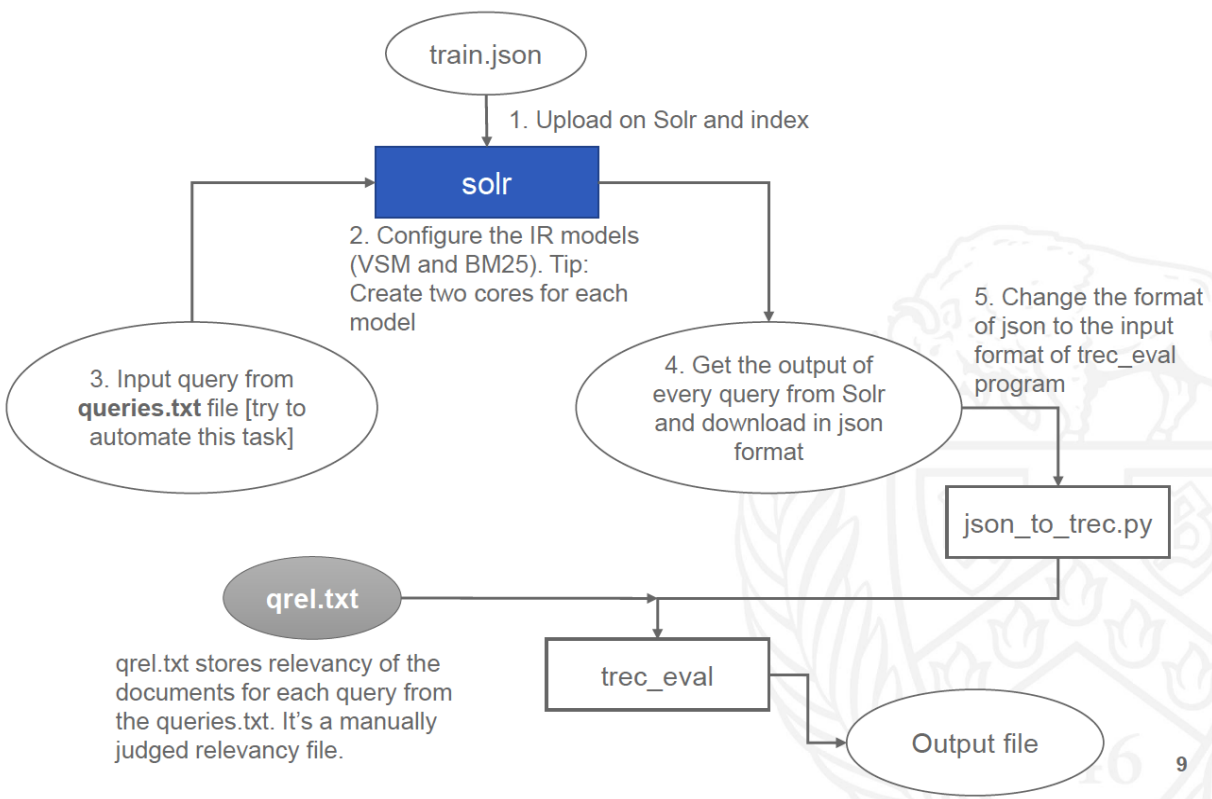 train.json
1. Upload on Solr and index
solr
2. Configure the IR models
(VSM and BM25). Tip:
Create two cores for each
model
3. Input query from
queries.txt file [try to
automate this task]
4. Get the output of
every query from Solr
and download in json
format
5. Change the format
of json to the input
format of trec_eval
program
json_to_trec.py
qrel.txt
qrel.txt stores relevancy of the
documents for each query from
the queries.txt. It’s a manually
judged relevancy file.
trec_eval
Output file
9